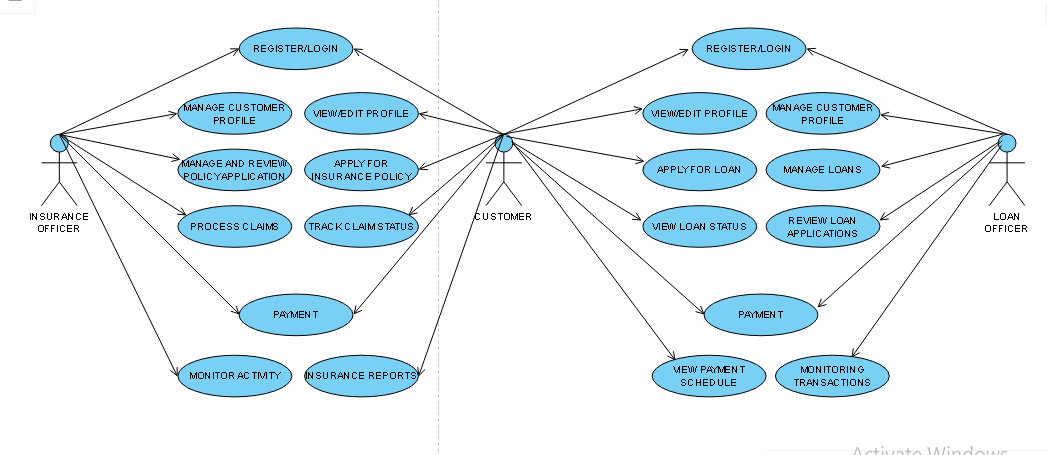 REGISTER/LOGIN
REGISTER/LOGIN
MANAGE CUSTOMER
PROFILE
VIEW/EDIT PROFILE
VIEW/EDIT PROFILE
MANAGE CUSTOMER
PROFILE
MANAGE AND REVIEW
POLICY APPLICATION
APPLY FOR
INSURANCE POLICY
APPLY FOR LOAN
MANAGE LOANS
INSURANCE
OFFICER
PROCESS CLAIMS
TRACK CLAIM STATUS
CUSTOMER
VIEW LOAN STATUS
REVIEW LOAN
APPLICATIONS
LOAN
OFFICER
PAYMENT
PAYMENT
MONITOR ACTIVITY
INSURANCE REPORTS
VIEW PAYMENT
SCHEDULE
MONITORING
TRANSACTIONS
Activate Windows